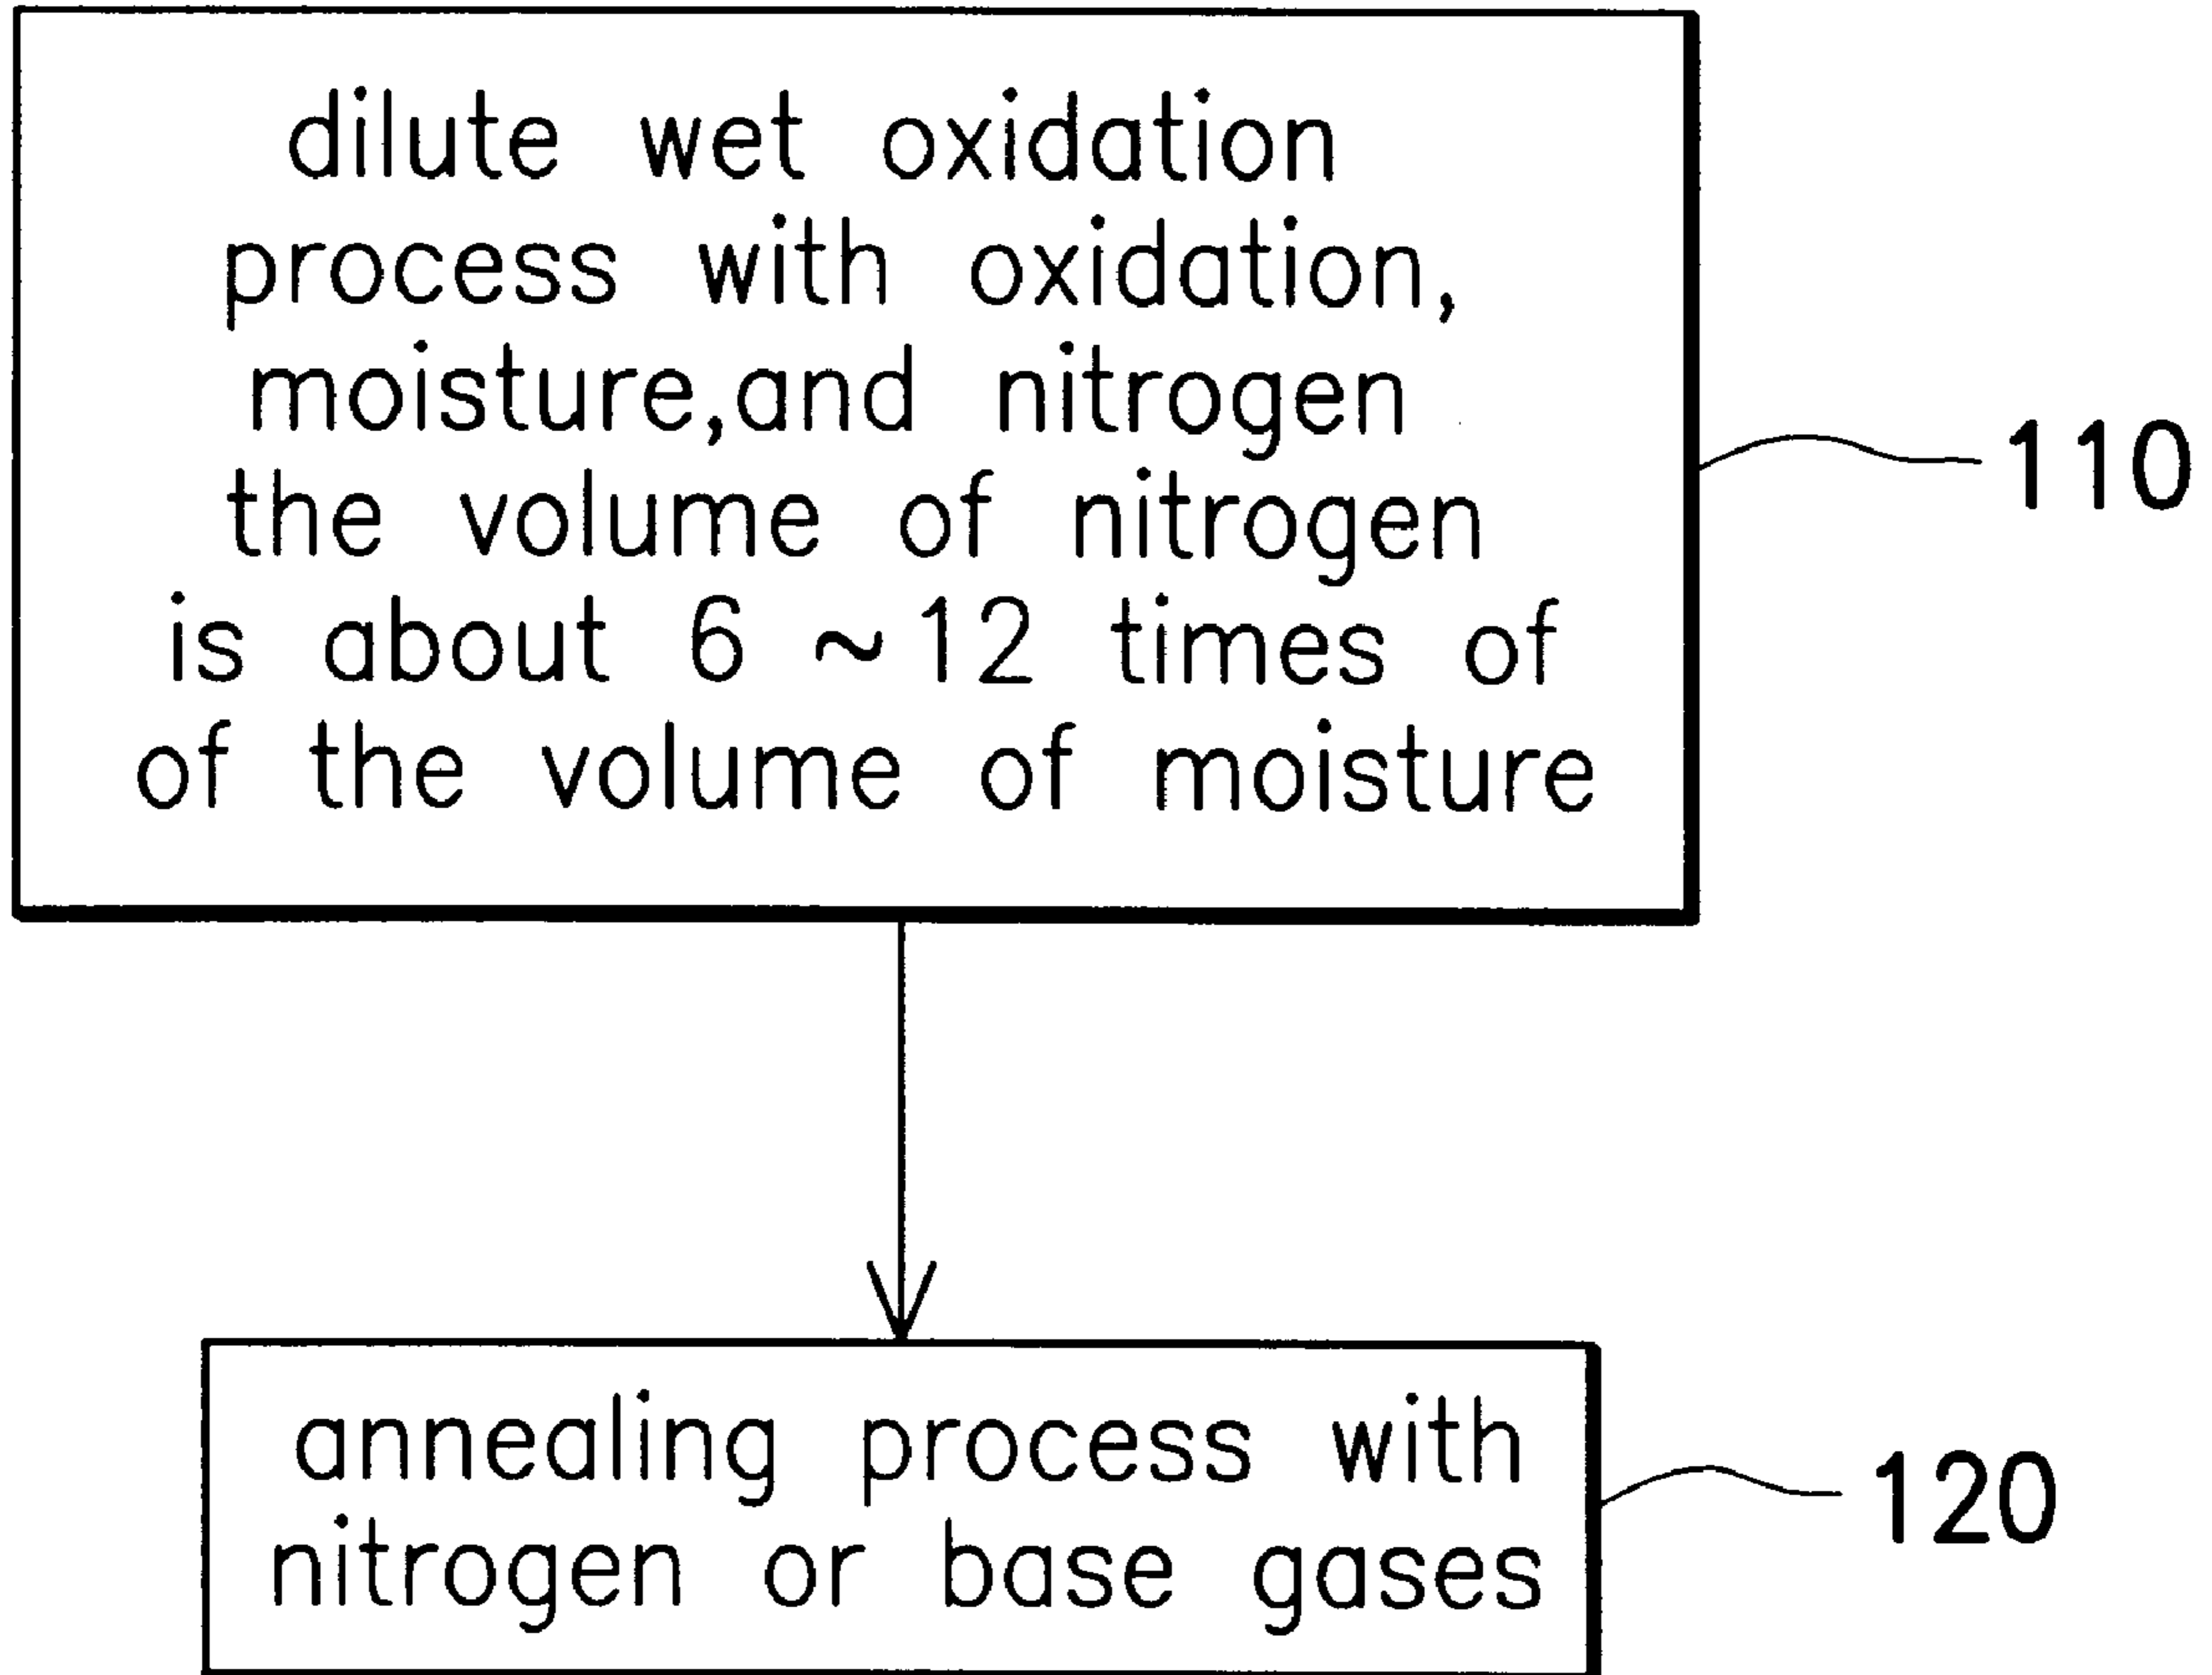 dilute wet oxidation
process with oxidation,
moisture,and nitrogen
the volume of nitrogen
is about 6 ~ 12 times of
of the volume of moisture
110
annealing process with
nitrogen or base gases
120